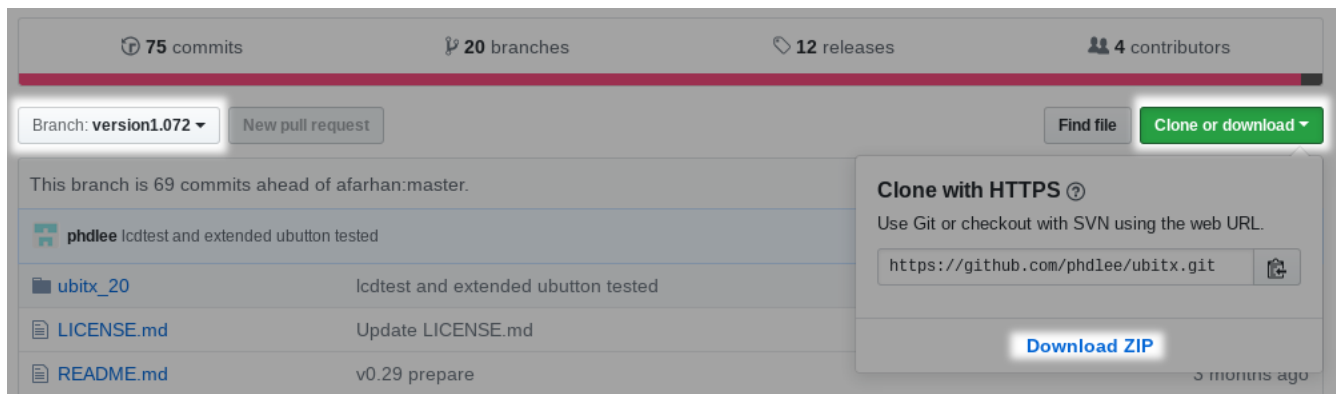 75 commits
20 branches
12 releases
4 contributors
Branch: version1.072
New pull request
Find file
Clone or download
This branch is 69 commits ahead of afarhan:master.
phdlee lcdtest and extended ubutton tested
ubitx_20 lcdtest and extended ubutton tested
LICENSE.md Update LICENSE.md
README.md v0.29 prepare
3 months ago
Clone with HTTPS ?
Use Git or checkout with SVN using the web URL.
https://github.com/phdlee/ubitx.git
Download ZIP